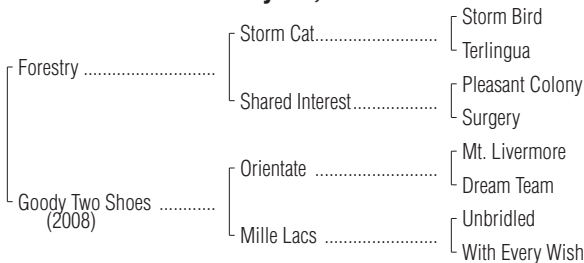 Forestry ............................
Storm Cat..........................
Storm Bird
Terlingua
Shared Interest..................
Pleasant Colony
Surgery
Goody Two Shoes ............
(2008)
Orientate ..........................
Mt. Livermore
Dream Team
Mille Lacs ........................
Unbridled
With Every Wish